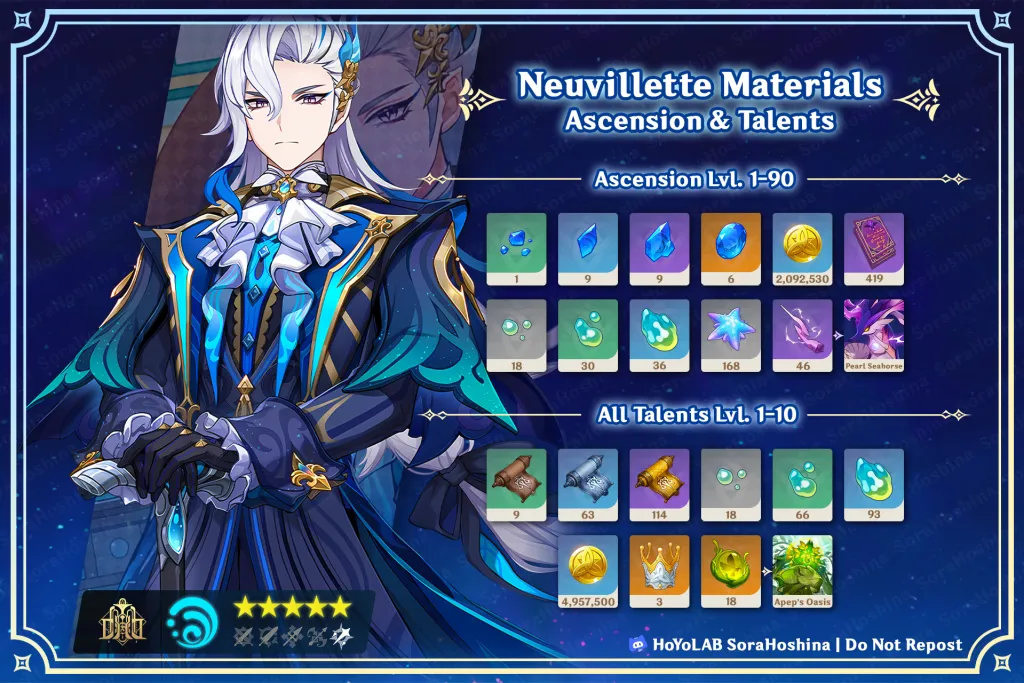 Neuvillette Materials
Ascension & Talents
Ascension Lvl. 1-90
1 9 9 6 2,092,530 419
18 30 36 168 46 Pearl Seahorse
All Talents Lvl. 1-10
9 63 114 18 66 93
4,957,500 3 18 Apep's Oasis
HoYoLAB SoraHoshina | Do Not Repost